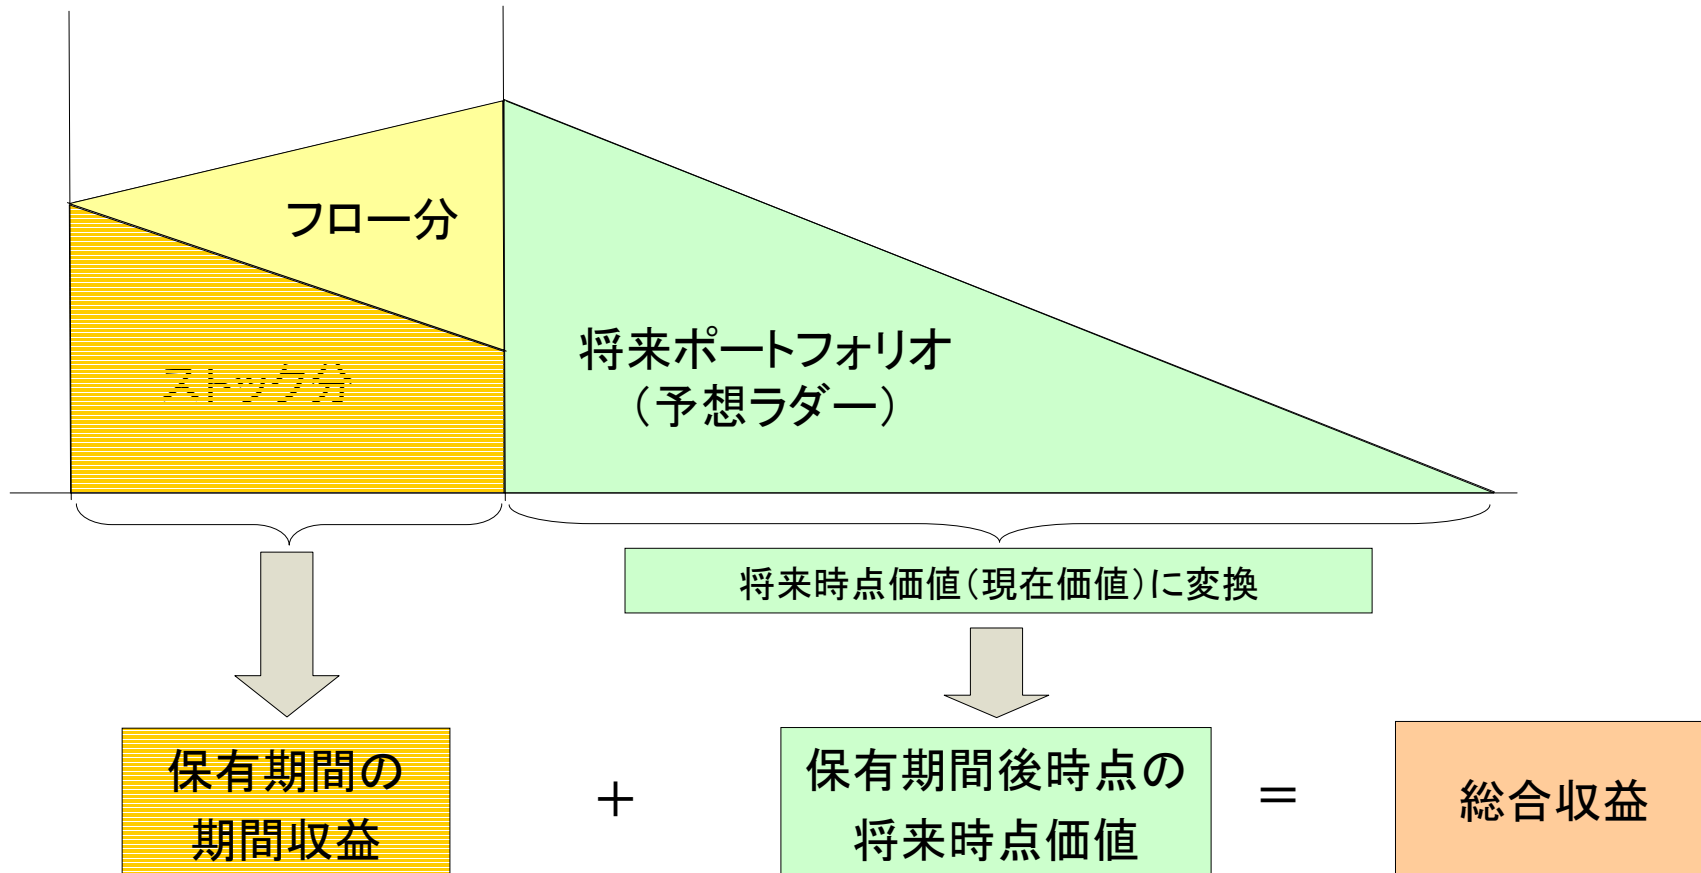 フロー分
ストック分
将来ポートフォリオ
（予想ラダー）
将来時点価値（現在価値）に変換
保有期間の
期間収益
＋
保有期間後時点の
将来時点価値
＝
総合収益